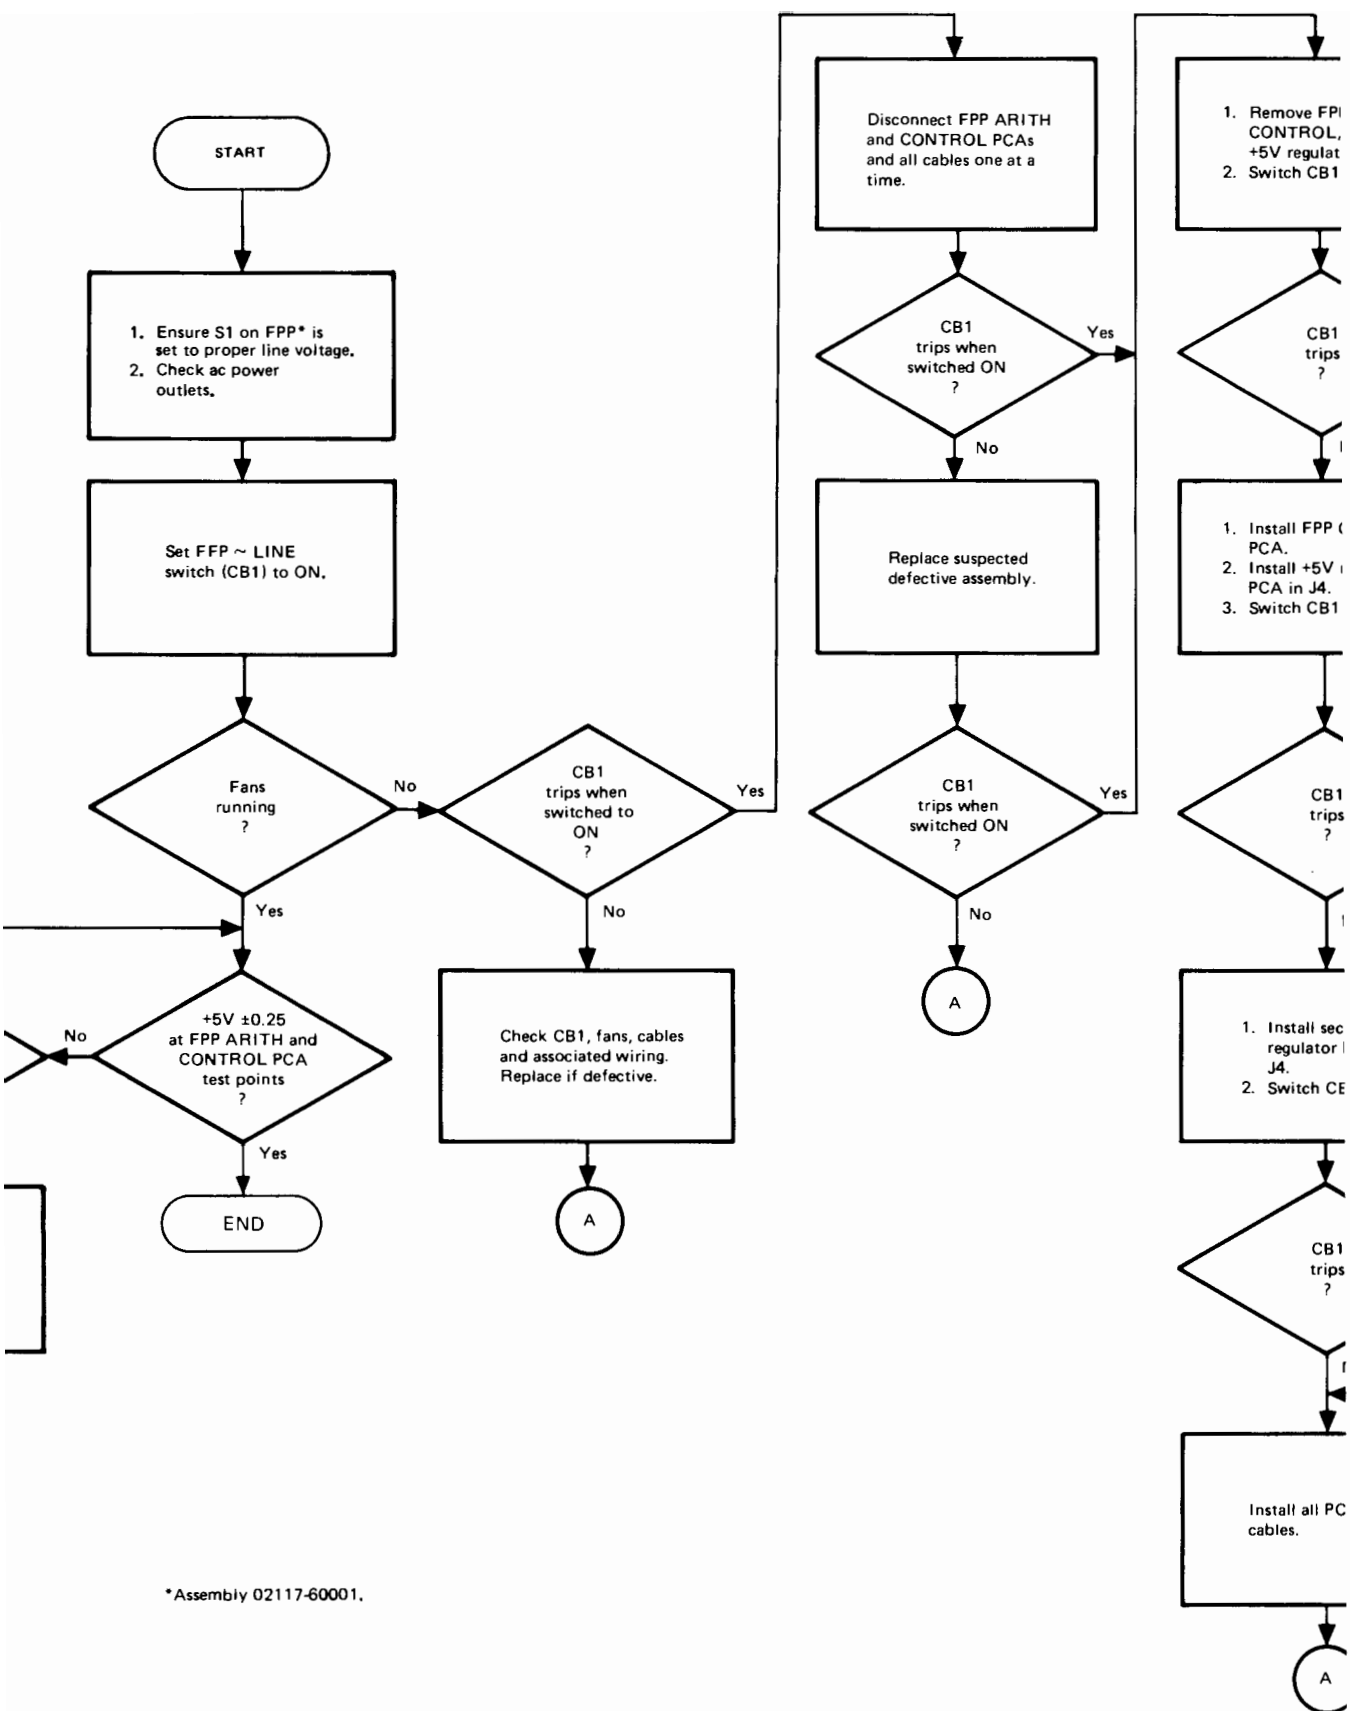 START
1. Ensure S1 on FPP* is
set to proper line voltage.
2. Check ac power
outlets.
Set FFP ~ LINE
switch (CB1) to ON.
Fans
running
?
No
Yes
+5V ±0.25
at FPP ARITH and
CONTROL PCA
test points
?
No
Yes
END
CB1
trips when
switched to
ON
?
Yes
No
Check CB1, fans, cables
and associated wiring.
Replace if defective.
A
Disconnect FPP ARITH
and CONTROL PCAs
and all cables one at a
time.
CB1
trips when
switched ON
?
Yes
No
Replace suspected
defective assembly.
CB1
trips when
switched ON
?
Yes
No
A
1. Remove
CONTROL,
+5V
2. Switch CB1
CB1
trips
?
1. Install FPP
PCA.
2. Install +5V
PCA in J4.
3. Switch CB1
CB1
trips
?
1. Install
regulator
J4.
2. Switch
CB1
trips
?
Install all
cables.
A
*Assembly 02117-60001.